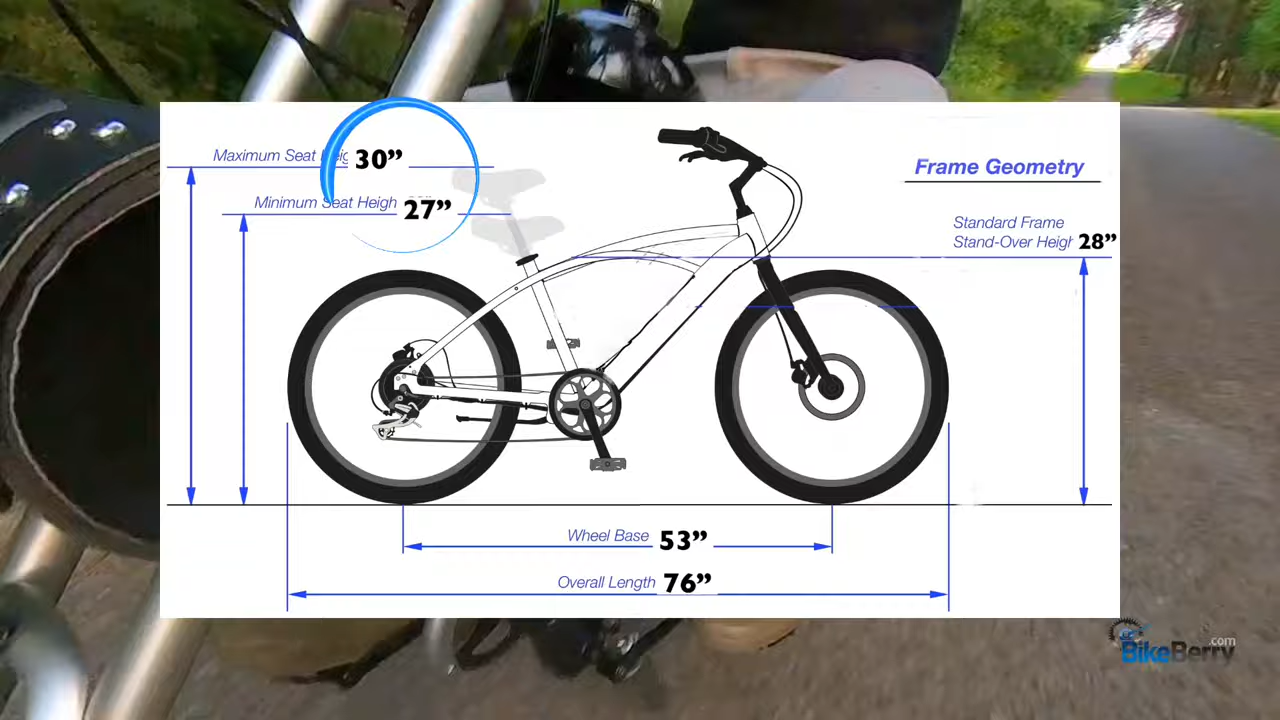 Maximum Seat Heig 30”
Minimum Seat Heigh 27”
Frame Geometry
Standard Frame
Stand-Over Heigh 28”
Wheel Base 53”
Overall Length 76”
BikeBerry.com